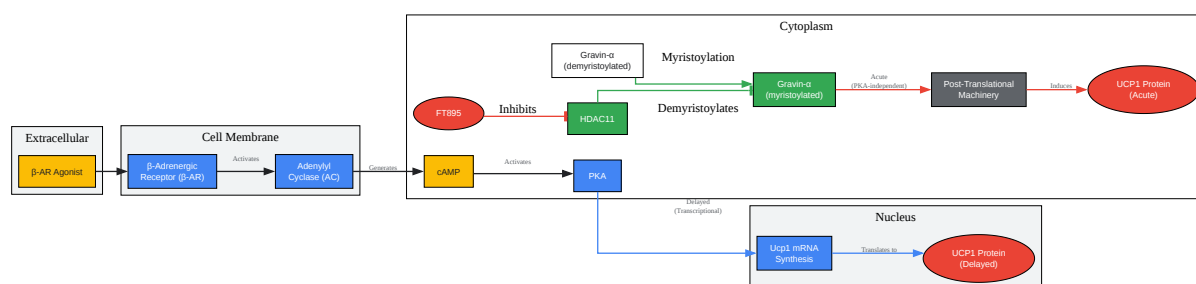 Cytoplasm
Gravin-α
(demyristoylated)
Myristoylation
Gravin-α
(myristoylated)
Acute
(PKA-independent)
Post-Translational
Machinery
Induces
UCP1 Protein
(Acute)
FT895
Inhibits
HDAC11
Demyristoylates
Extracellular
β-AR Agonist
Cell Membrane
β-Adrenergic
Receptor (β-AR)
Activates
Adenylyl
Cyclase (AC)
Generates
cAMP
Activates
PKA
Delayed
(Transcriptional)
Nucleus
Ucp1 mRNA
Synthesis
Translates to
UCP1 Protein
(Delayed)